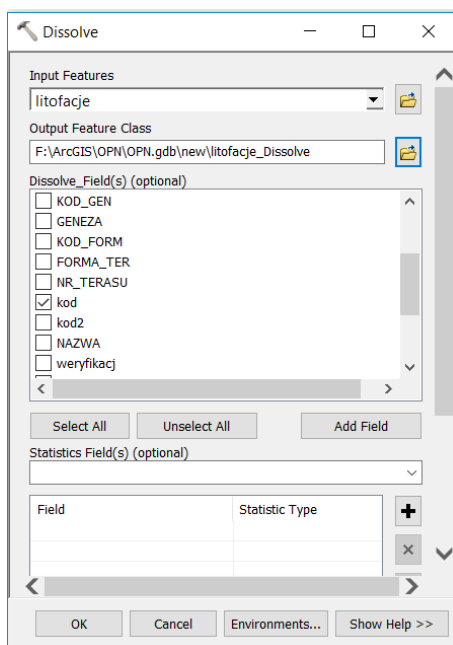 Dissolve
Input Features
litofacje
Output Feature Class
F:\ArcGIS\OPN\OPN.gdb\new\litofacje_Dissolve
Dissolve_Field(s) (optional)
KOD_GEN
GENEZA
KOD_FORM
FORMA_TER
NR_TERASU
kod
kod2
NAZWA
weryfikacj
Select All Unselect All Add Field
Statistics Field(s) (optional)
Field Statistic Type
OK Cancel Environments... Show Help >>